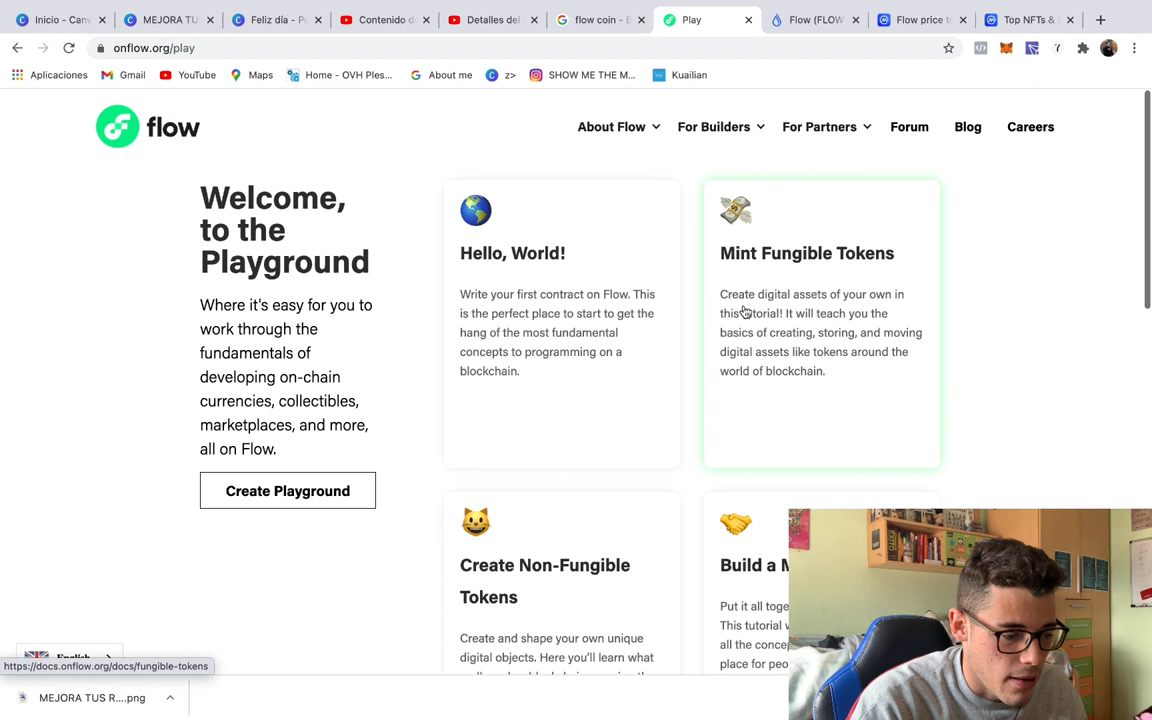 Inicio - Canv
MEJORA TUS
Feliz día - Po
Contenido d
Detalles del
flow coin - B
Play
Flow (FLOW
Flow price to
Top NFTs &
onflow.org/play
Aplicaciones
Gmail
YouTube
Maps
Home - OVH Ples...
About me
z>
SHOW ME THE M...
Kuailian
flow
About Flow
For Builders
For Partners
Forum
Blog
Careers
Welcome,
to the
Playground
Where it's easy for you to
work through the
fundamentals of
developing on-chain
currencies, collectibles,
marketplaces, and more,
all on Flow.
Create Playground
Hello, World!
Write your first contract on Flow. This
is the perfect place to start to get the
hang of the most fundamental
concepts to programming on a
blockchain.
Mint Fungible Tokens
Create digital assets of your own in
this tutorial! It will teach you the
basics of creating, storing, and moving
digital assets like tokens around the
world of blockchain.
Create Non-Fungible
Tokens
Create and shape your own unique
digital objects. Here you'll learn what
Build a M
Put it all toge
This tutorial w
all the concep
place for peo
English
https://docs.onflow.org/docs/fungible-tokens
MEJORA TUS R....png